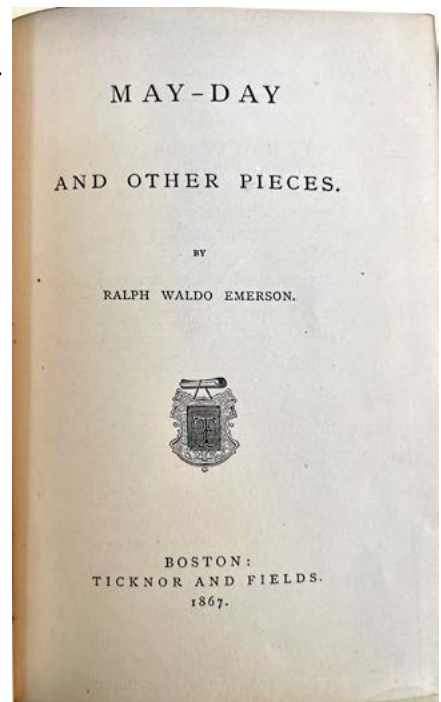 MAY-DAY
AND OTHER PIECES.
BY
RALPH WALDO EMERSON.
BOSTON:
TICKNOR AND FIELDS.
1867.